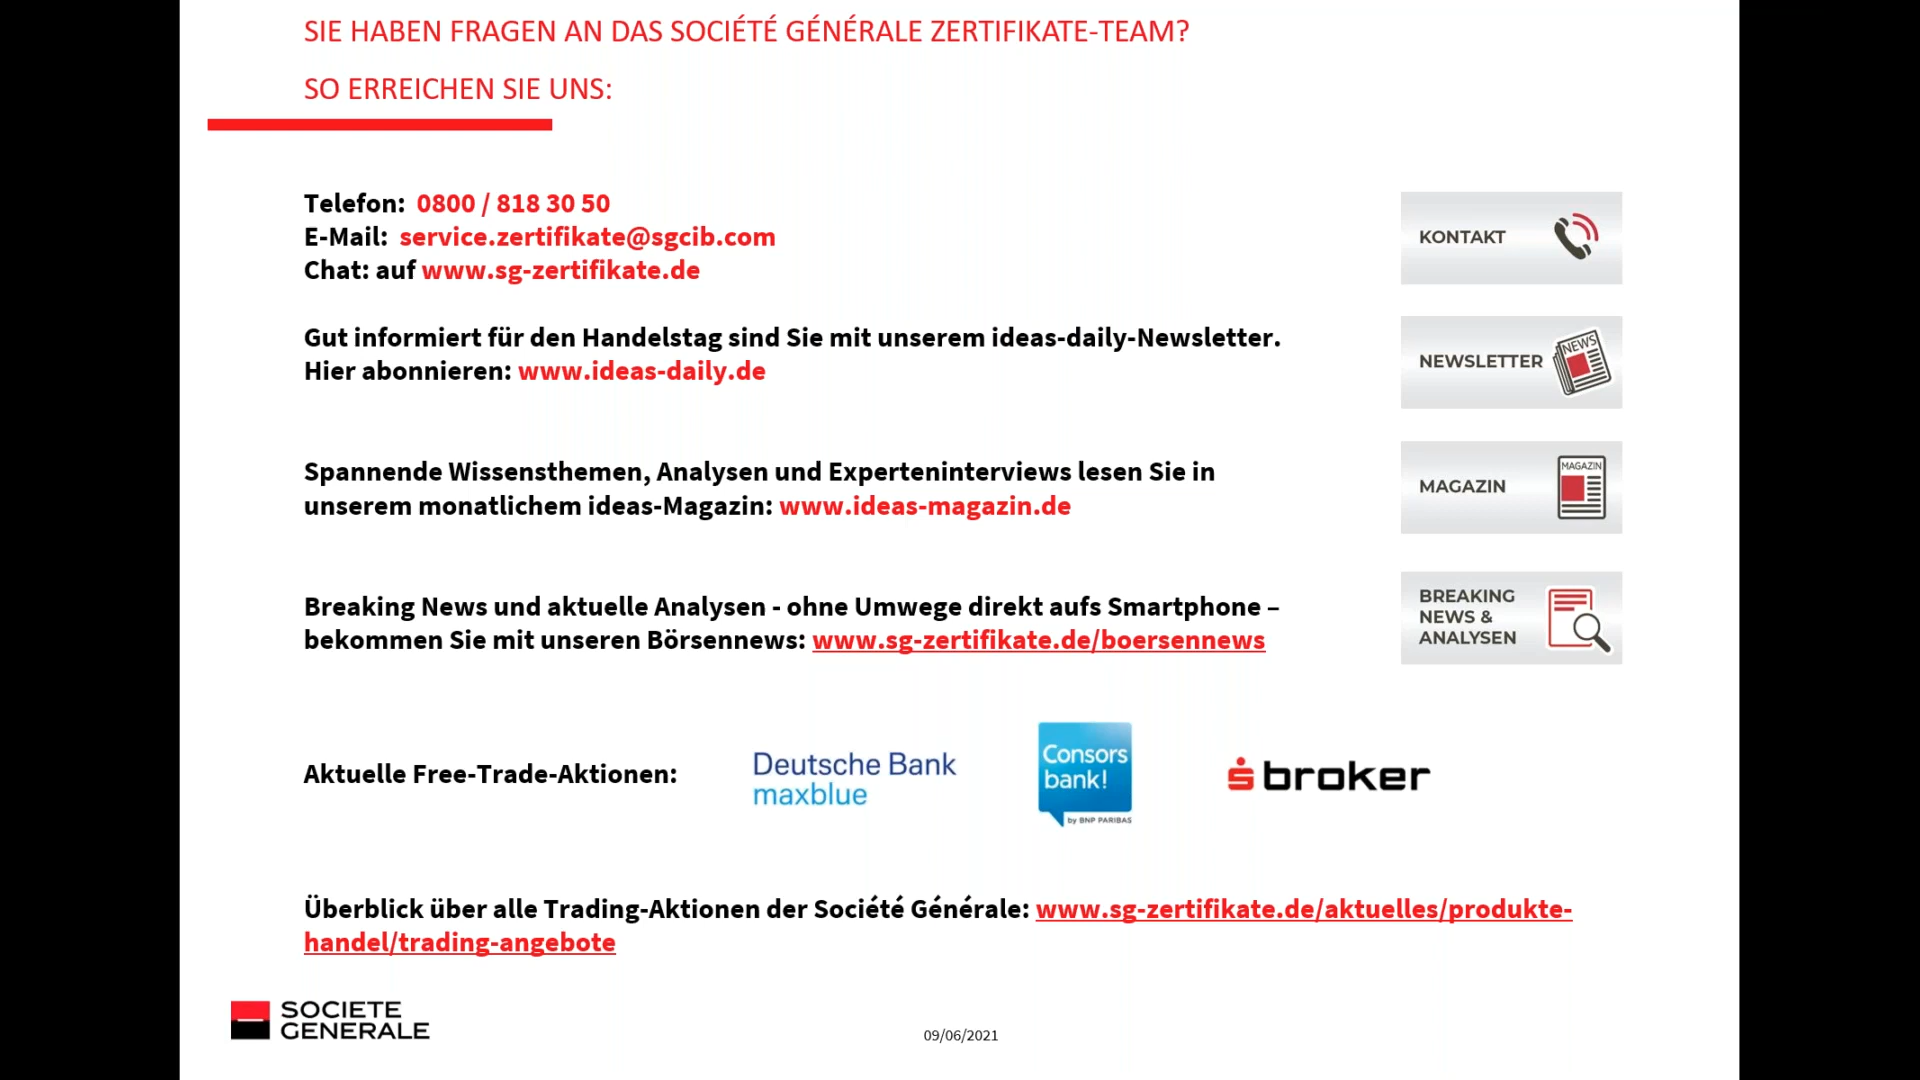 SIE HABEN FRAGEN AN DAS SOCIÉTÉ GÉNÉRALE ZERTIFIKATE-TEAM?
SO ERREICHEN SIE UNS:
Telefon: 0800 / 818 30 50
E-Mail: service.zertifikate@sgcib.com
Chat: auf www.sg-zertifikate.de
KONTAKT
Gut informiert für den Handelstag sind Sie mit unserem ideas-daily-Newsletter.
Hier abonnieren: www.ideas-daily.de
NEWSLETTER
NEWS
Spannende Wissensthemen, Analysen und Experteninterviews lesen Sie in
unserem monatlichem ideas-Magazin: www.ideas-magazin.de
MAGAZIN
MAGAZIN
Breaking News und aktuelle Analysen - ohne Umwege direkt aufs Smartphone –
bekommen Sie mit unseren Börsennews: www.sg-zertifikate.de/boersennews
BREAKING
NEWS &
ANALYSEN
Aktuelle Free-Trade-Aktionen:
Deutsche Bank
maxblue
Consors
bank!
by BNP PARIBAS
broker
Überblick über alle Trading-Aktionen der Société Générale: www.sg-zertifikate.de/aktuelles/produkte-
handel/trading-angebote
SOCIETE
GENERALE
09/06/2021